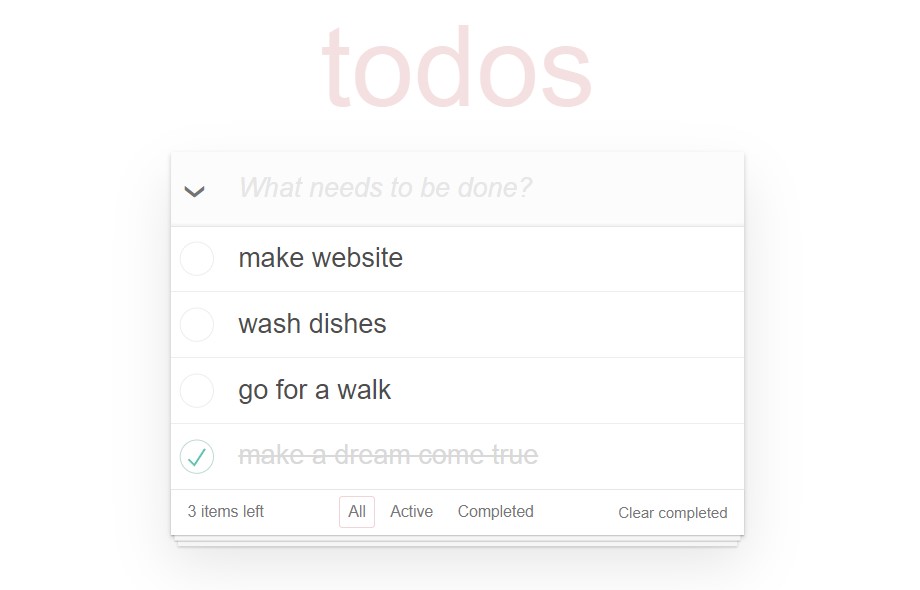 todos
What needs to be done?
make website
wash dishes
go for a walk
make a dream come true
3 items left All Active Completed Clear completed